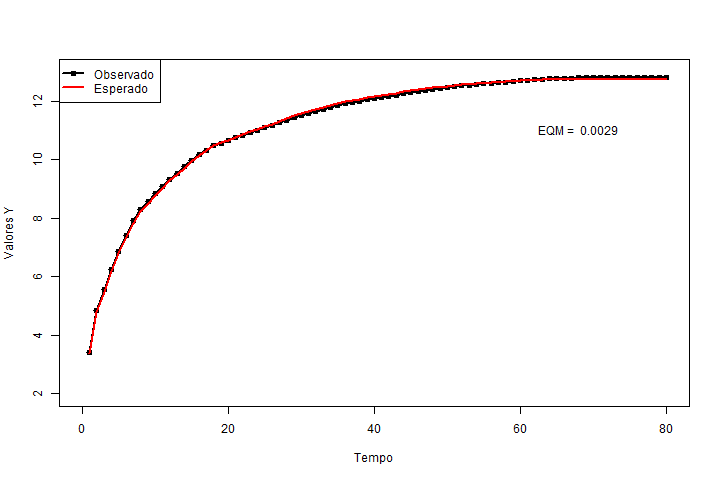 Observado
Esperado
12
EQM = 0.0029
10
8
6
4
2
Valores Y
0 20 40 60 80
Tempo